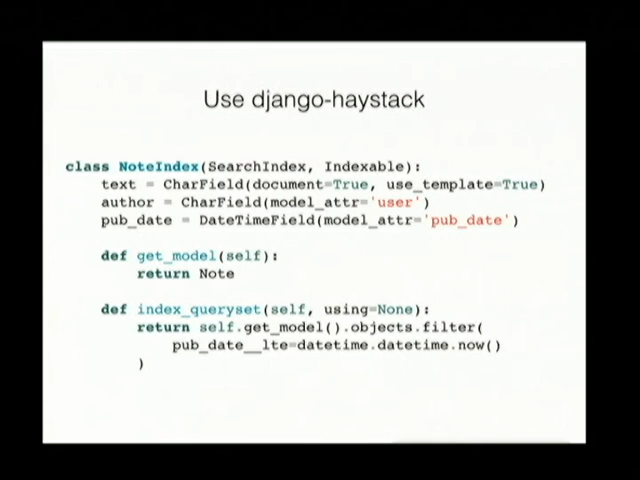 Use django-haystack
class NoteIndex(SearchIndex, Indexable):
    text = CharField(document=True, use_template=True)
    author = CharField(model_attr='user')
    pub_date = DateTimeField(model_attr='pub_date')
    def get_model(self):
        return Note
    def index_queryset(self, using=None):
        return self.get_model().objects.filter(
            pub_date__lte=datetime.datetime.now()
        )